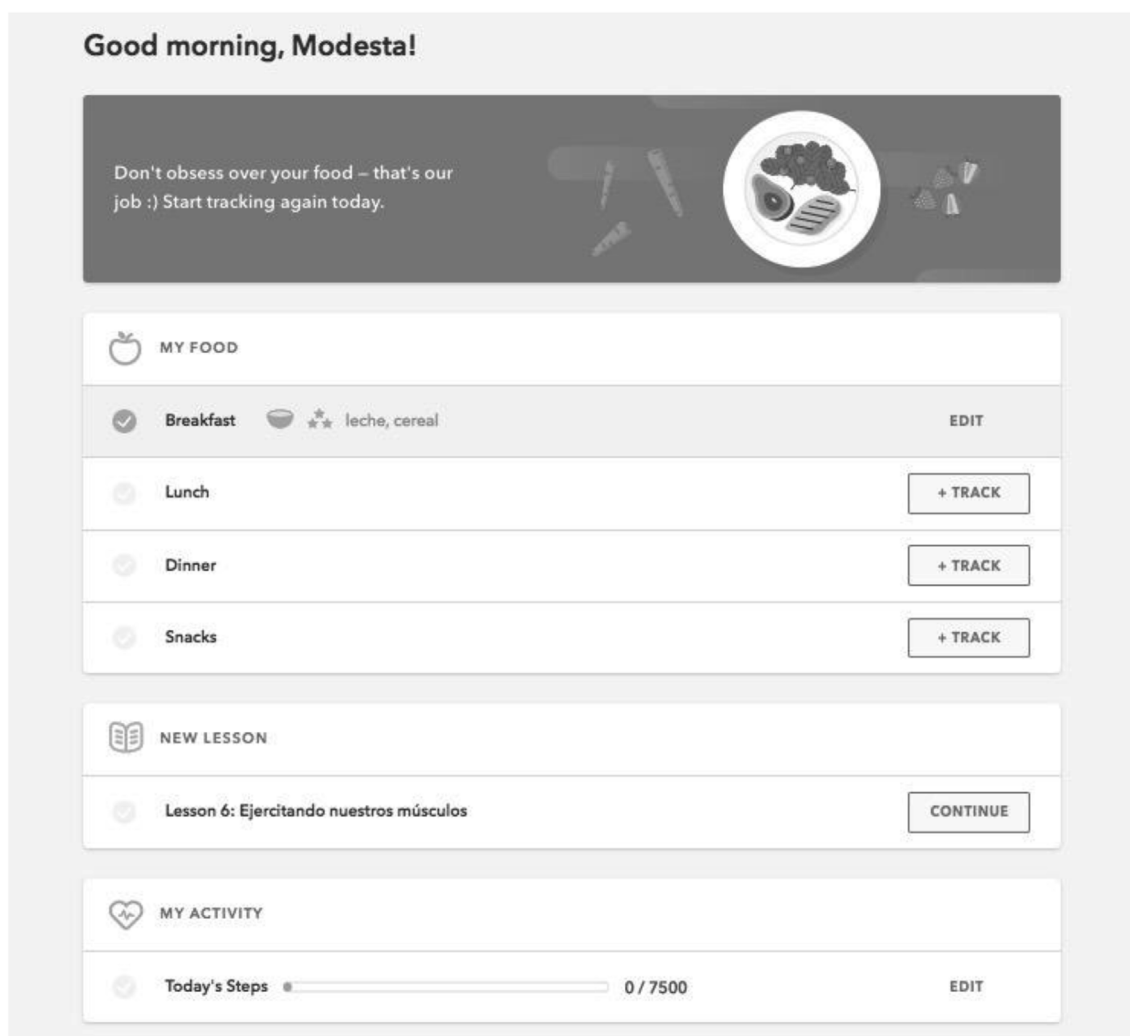 Good morning, Modesta!
Don't obsess over your food – that's our
job :) Start tracking again today.
MY FOOD
Breakfast leche, cereal EDIT
Lunch + TRACK
Dinner + TRACK
Snacks + TRACK
NEW LESSON
Lesson 6: Ejercitando nuestros músculos CONTINUE
MY ACTIVITY
Today's Steps 0 / 7500 EDIT